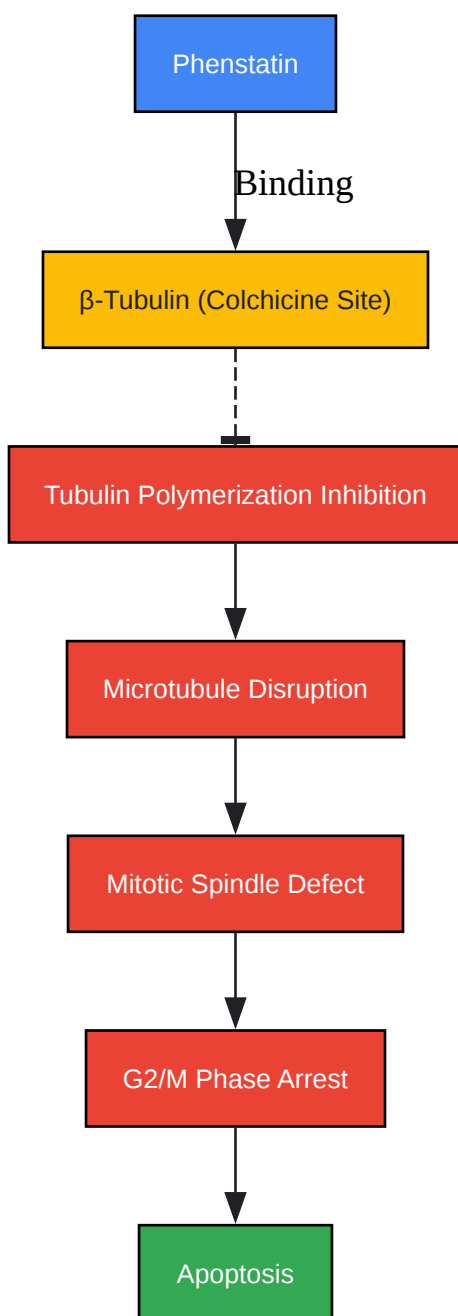 Phenstatin
Binding
β-Tubulin (Colchicine Site)
Tubulin Polymerization Inhibition
Microtubule Disruption
Mitotic Spindle Defect
G2/M Phase Arrest
Apoptosis